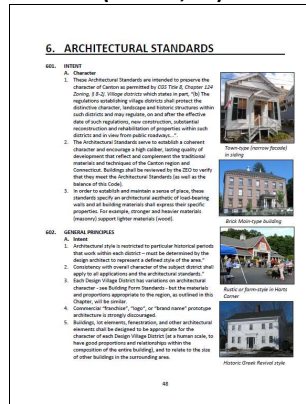 6. ARCHITECTURAL STANDARDS
601. INTENT
A. Character
1. These Architectural Standards are intended to preserve
the character of Canton as permitted by CGS Title 8, Chapter 124
Zoning, § 8-2j. Village districts which states in part, "(b) The
regulations establishing village districts shall protect the
distinctive character, landscape and historic structures within
such districts and may regulate, on and after the effective
date of such regulations, new construction, substantial
reconstruction and rehabilitation of properties within such
districts and in view from public roadways...".
2. The Architectural Standards serve to establish a coherent
character and encourage a high caliber, lasting quality of
development that reflect and complement the traditional
materials and techniques of the Canton region and
Connecticut. Buildings shall be reviewed by the ZEO to verify
that they meet the Architectural Standards (as well as the
balance of this Code).
3. In order to establish and maintain a sense of place, these
standards specify an architectural aesthetic of load-bearing
walls and all building materials shall express their specific
properties. For example, stronger and heavier materials
(masonry) support lighter materials (wood).
Town-type (narrow facade)
in siding
Brick Main-type building
602. GENERAL PRINCIPLES
A. Intent
1. Architectural style is restricted to particular historical periods
that work within each district – must be determined by the
design architect to represent a defined style of the area."
2. Consistency with overall character of the subject district shall
apply to all applications and the architectural standards."
3. Each Design Village District has variations on architectural
character - see Building Form Standards - but the materials
and proportions appropriate to the region, as outlined in this
Chapter, will be similar.
4. Commercial "franchise", "logo", or "brand name" prototype
architecture is strongly discouraged.
5. Buildings, lot elements, fenestration, and other architectural
elements shall be designed to be appropriate for the
character of each Design Village District (at a human scale, to
have good proportions and relationships within the
composition of the entire building), and to relate to the size
of other buildings in the surrounding area.
Rustic or farm-style in Harts
Corner
Historic Greek Revival style
48